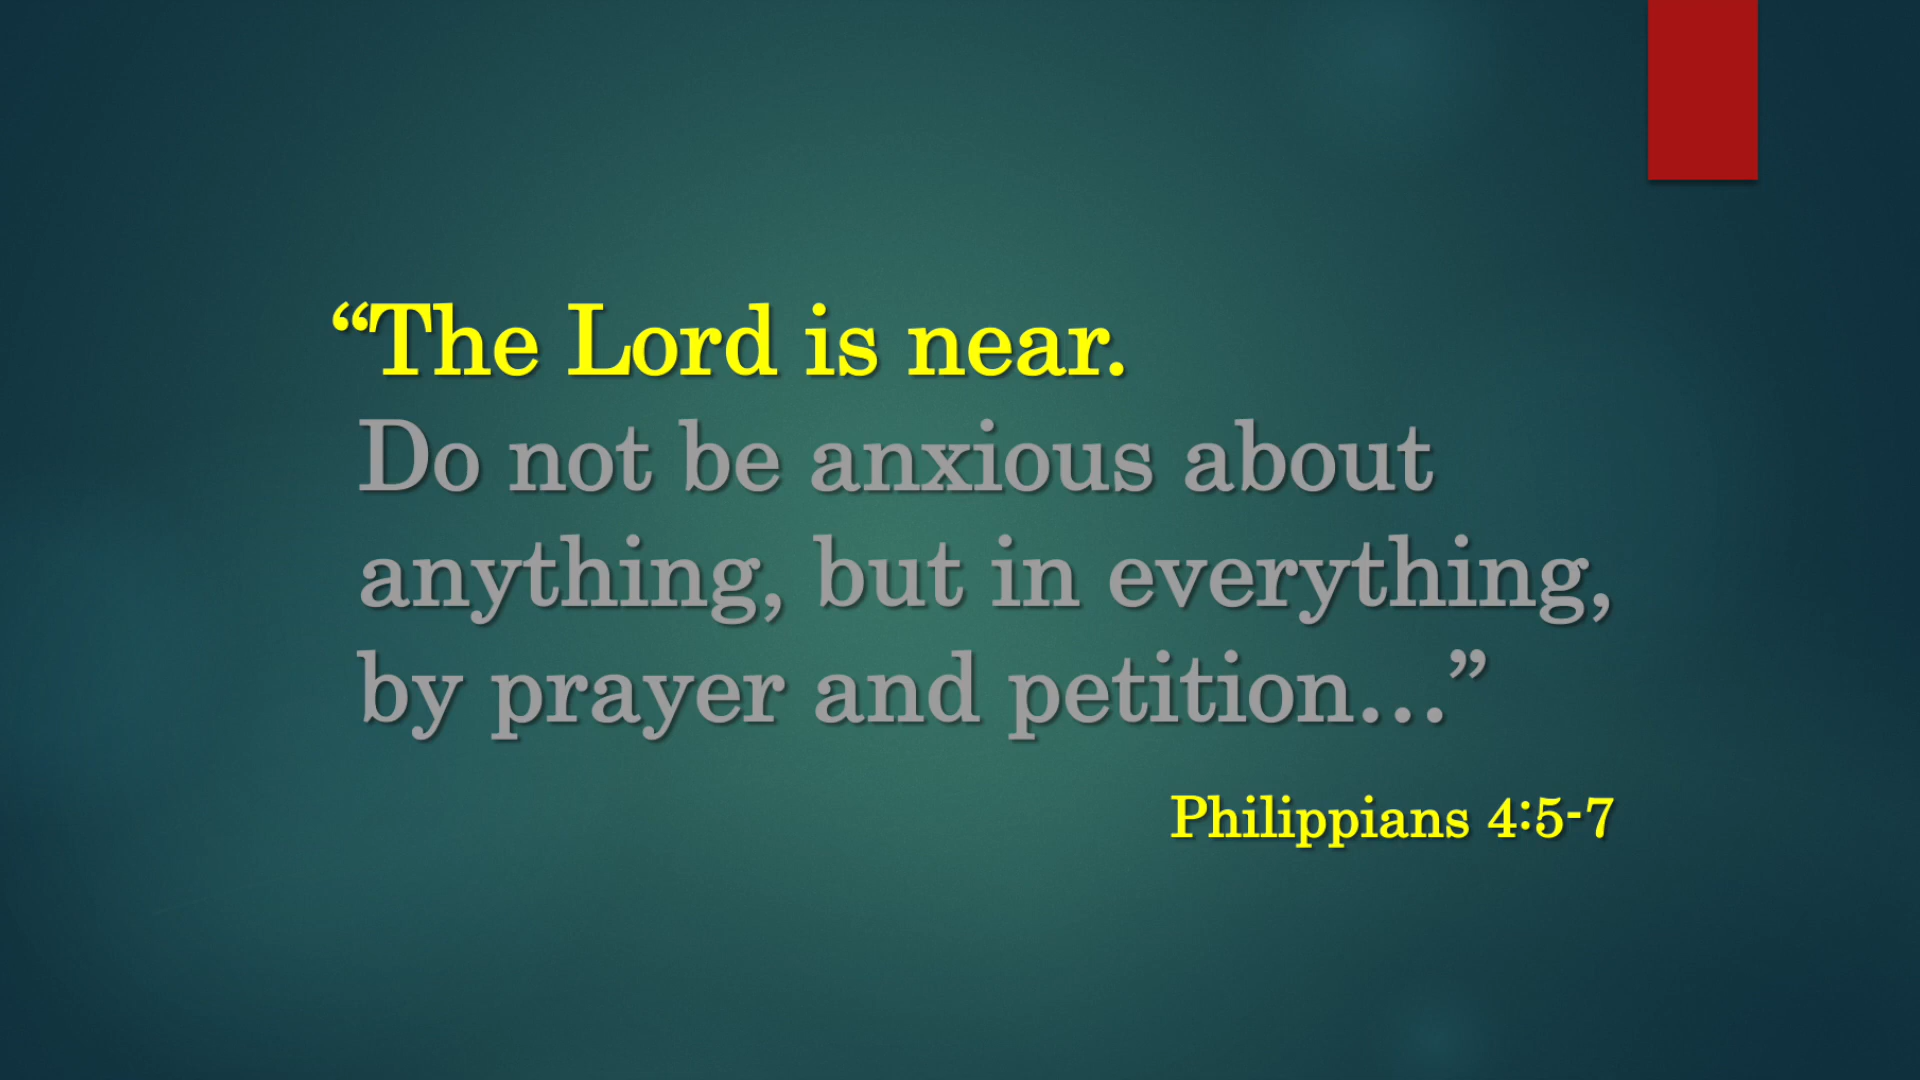 “The Lord is near.
Do not be anxious about
anything, but in everything,
by prayer and petition…”
Philippians 4:5-7